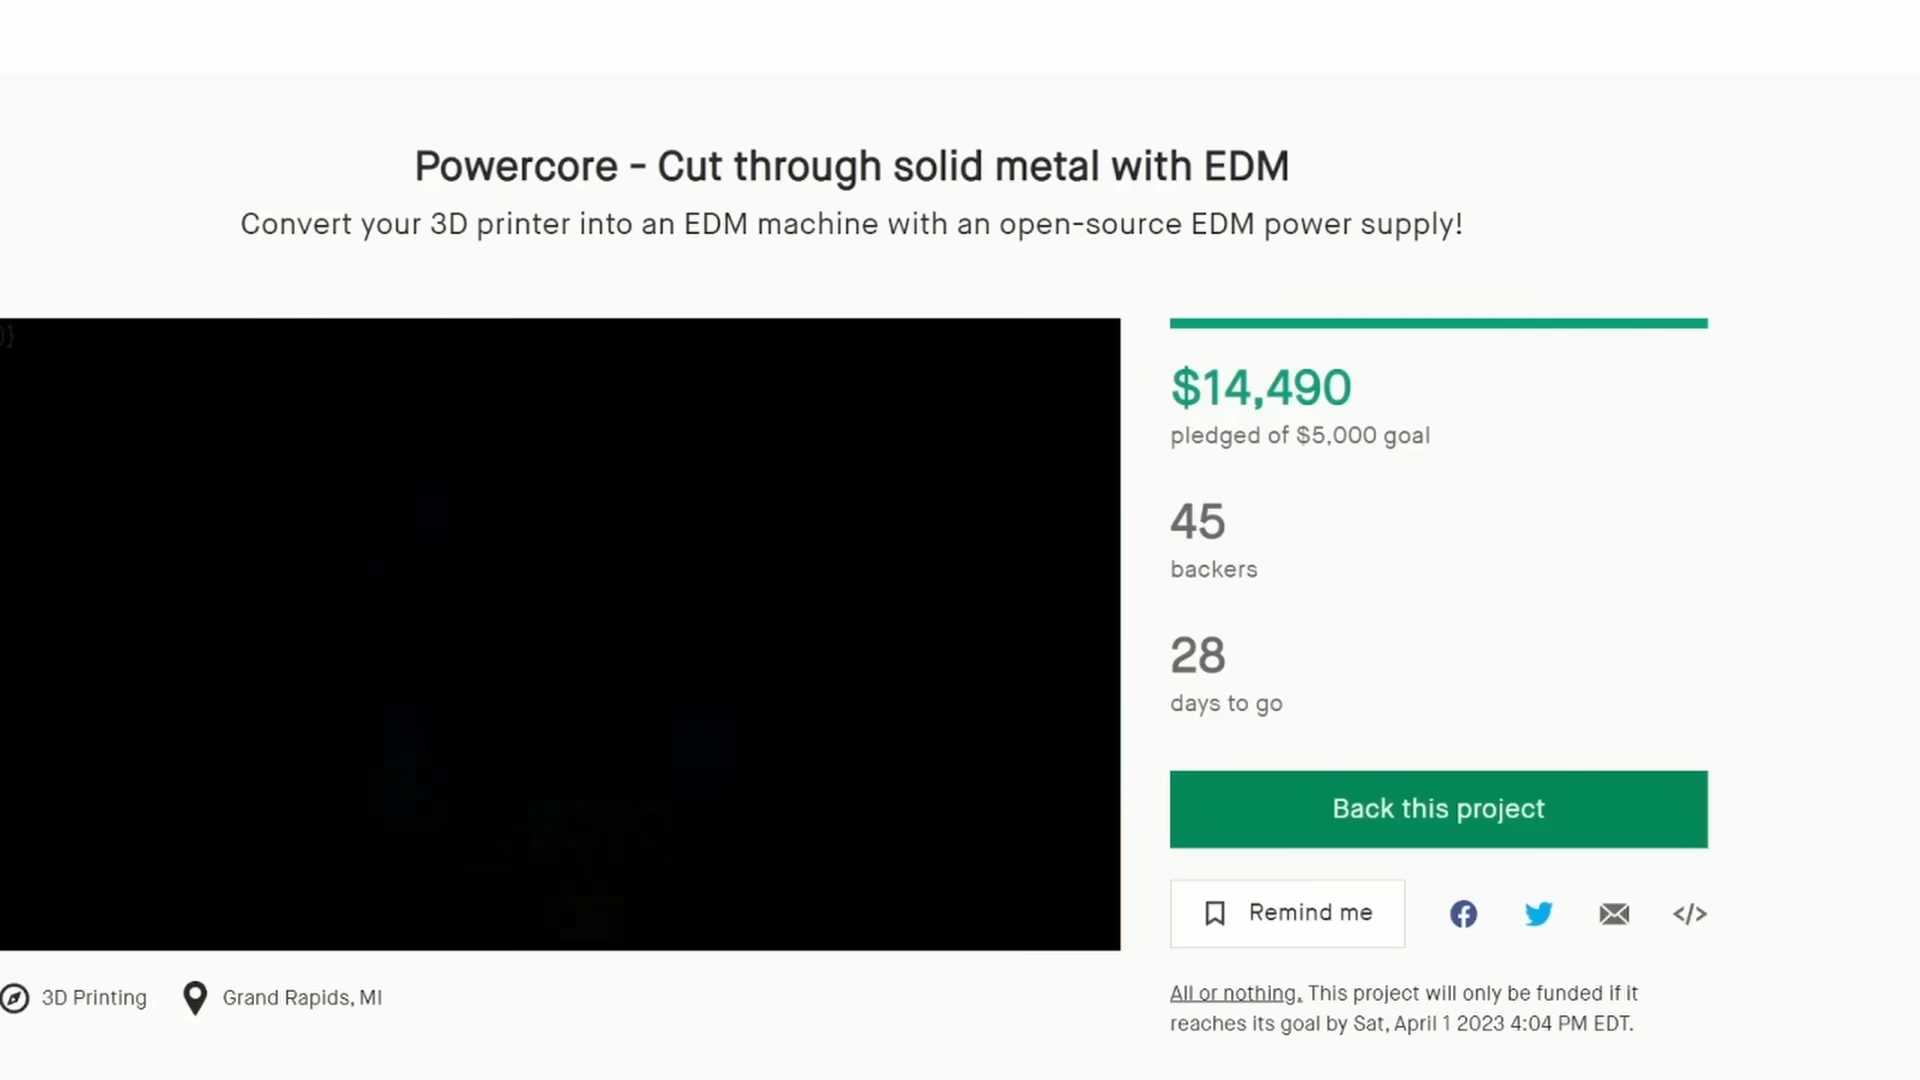 Powercore - Cut through solid metal with EDM
Convert your 3D printer into an EDM machine with an open-source EDM power supply!
$14,490
pledged of $5,000 goal
45
backers
28
days to go
Back this project
Remind me
3D Printing
Grand Rapids, MI
All or nothing. This project will only be funded if it
reaches its goal by Sat, April 1 2023 4:04 PM EDT.